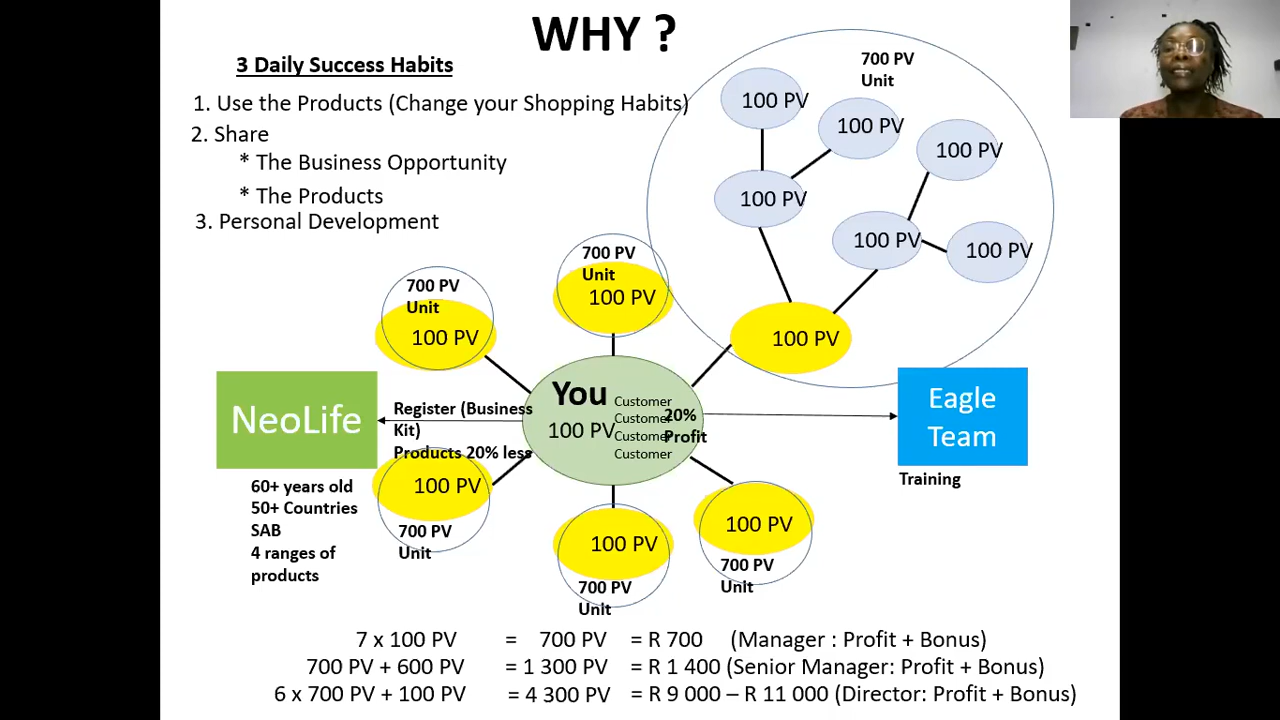 WHY ?
3 Daily Success Habits
1. Use the Products (Change your Shopping Habits)
2. Share
* The Business Opportunity
* The Products
3. Personal Development
700 PV
Unit
100 PV
100 PV
100 PV
100 PV
100 PV
100 PV
100 PV
700 PV
Unit
100 PV
700 PV
Unit
100 PV
NeoLife
60+ years old
50+ Countries
SAB
4 ranges of
products
Register (Business
Kit)
Products 20% less
You
100 PV
Customer
Customer
Customer
Customer
20%
Profit
Eagle
Team
Training
100 PV
700 PV
Unit
100 PV
700 PV
Unit
100 PV
700 PV
Unit
7 x 100 PV = 700 PV = R 700 (Manager : Profit + Bonus)
700 PV + 600 PV = 1 300 PV = R 1 400 (Senior Manager: Profit + Bonus)
6 x 700 PV + 100 PV = 4 300 PV = R 9 000 – R 11 000 (Director: Profit + Bonus)